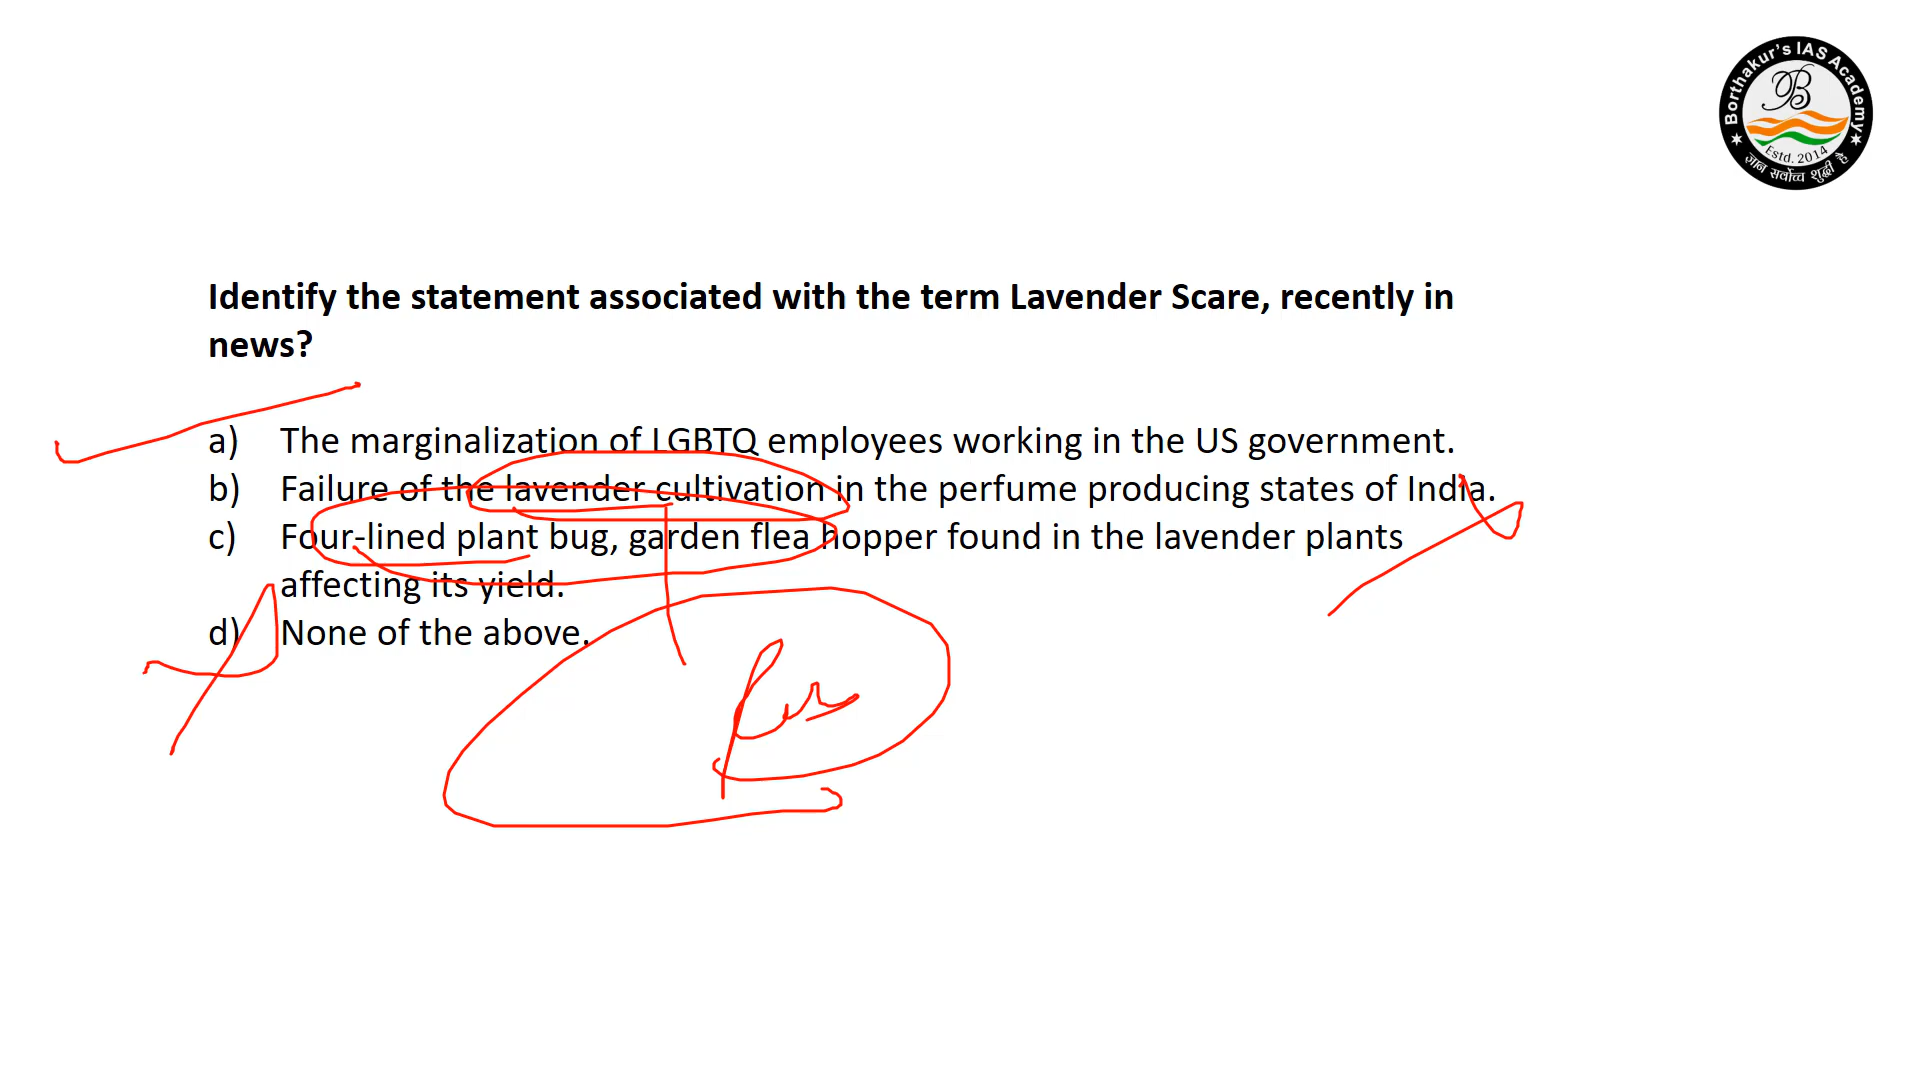 Borthakur's IAS Academy
B
Estd. 2014
ज्ञान सर्वोच्च शुद्धी है
Identify the statement associated with the term Lavender Scare, recently in
news?
a) The marginalization of LGBTQ employees working in the US government.
b) Failure of the lavender cultivation in the perfume producing states of India.
c) Four-lined plant bug, garden flea hopper found in the lavender plants
affecting its yield.
d) None of the above.